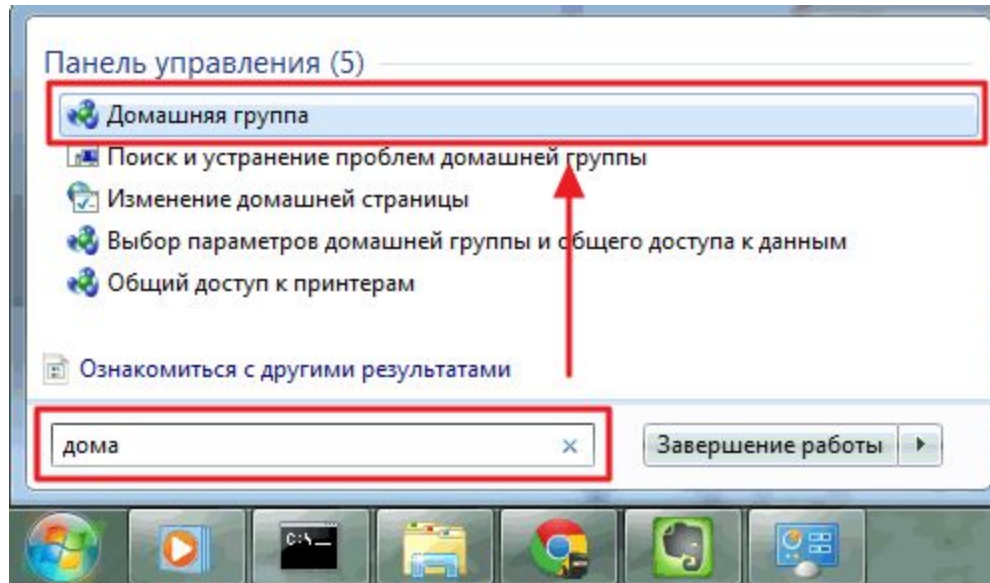 Панель управления (5)
Домашняя группа
Поиск и устранение проблем домашней группы
Изменение домашней страницы
Выбор параметров домашней группы и общего доступа к данным
Общий доступ к принтерам
Ознакомиться с другими результатами
дома
Завершение работы
C:\_